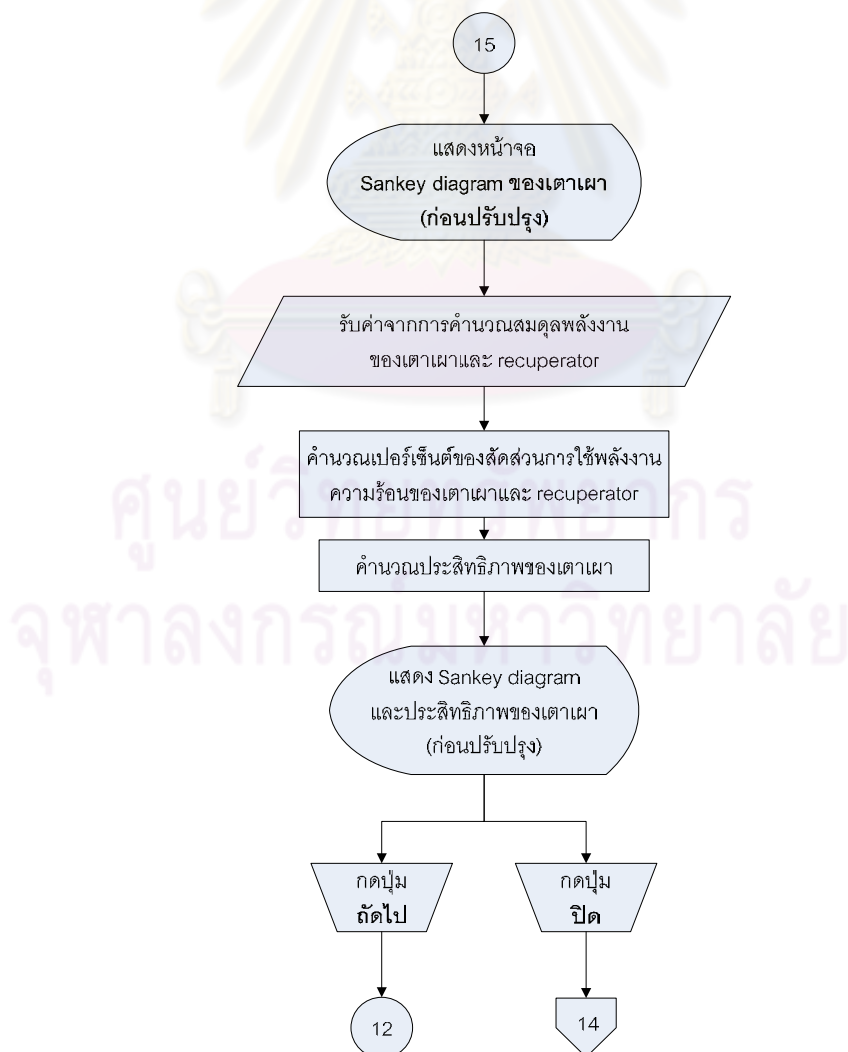 15
แสดงหน้าจอ
Sankey diagram ของเตาเผา
(ก่อนปรับปรุง)
รับค่าจากการคำนวณสมดุลพลังงาน
ของเตาเผาและ recuperator
คำนวณเปอร์เซ็นต์ของสัดส่วนการใช้พลังงาน
ความร้อนของเตาเผาและ recuperator
ศูนย์วิทยทรัพยากร
คำนวณประสิทธิภาพของเตาเผา
จุฬาลงกรณ์มหาวิทยาลัย
แสดง Sankey diagram
และประสิทธิภาพของเตาเผา
(ก่อนปรับปรุง)
กดปุ่ม
ถัดไป
กดปุ่ม
ปิด
12
14